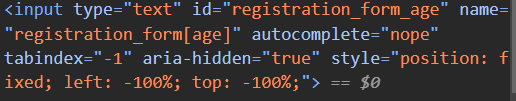 <input type="text" id="registration_form_age" name=
"registration_form[age]" autocomplete="nope"
tabindex="-1" aria-hidden="true" style="position: f
ixed; left: -100%; top: -100%;"> == $0